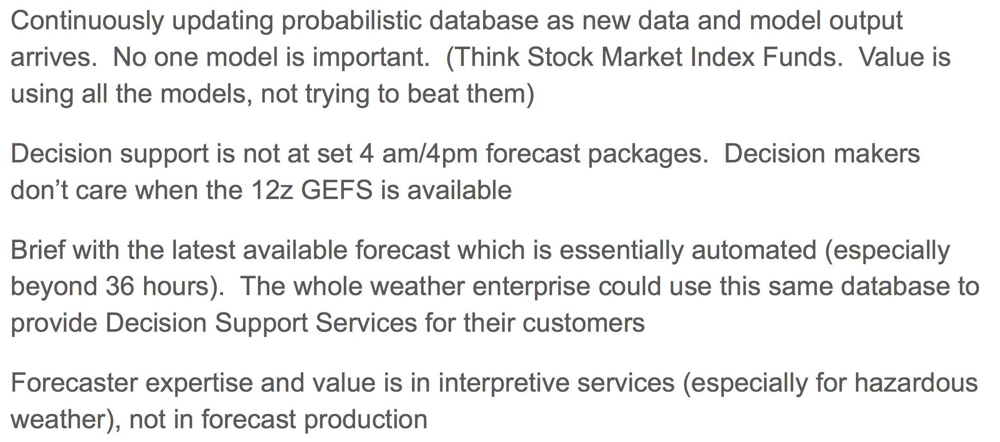 Continuously updating probabilistic database as new data and model output
arrives.  No one model is important.  (Think Stock Market Index Funds.  Value is
using all the models, not trying to beat them)
Decision support is not at set 4 am/4pm forecast packages.  Decision makers
don’t care when the 12z GEFS is available
Brief with the latest available forecast which is essentially automated (especially
beyond 36 hours).  The whole weather enterprise could use this same database to
provide Decision Support Services for their customers
Forecaster expertise and value is in interpretive services (especially for hazardous
weather), not in forecast production